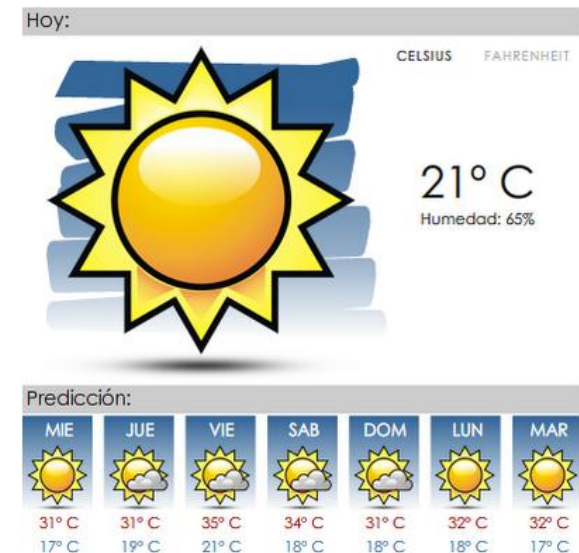 Hoy:
CELSIUS FAHRENHEIT
21° C
Humedad: 65%
Predicción:
MIE JUE VIE SAB DOM LUN MAR
31° C 31° C 35° C 34° C 31° C 32° C 32° C
17° C 19° C 21° C 18° C 18° C 18° C 17° C